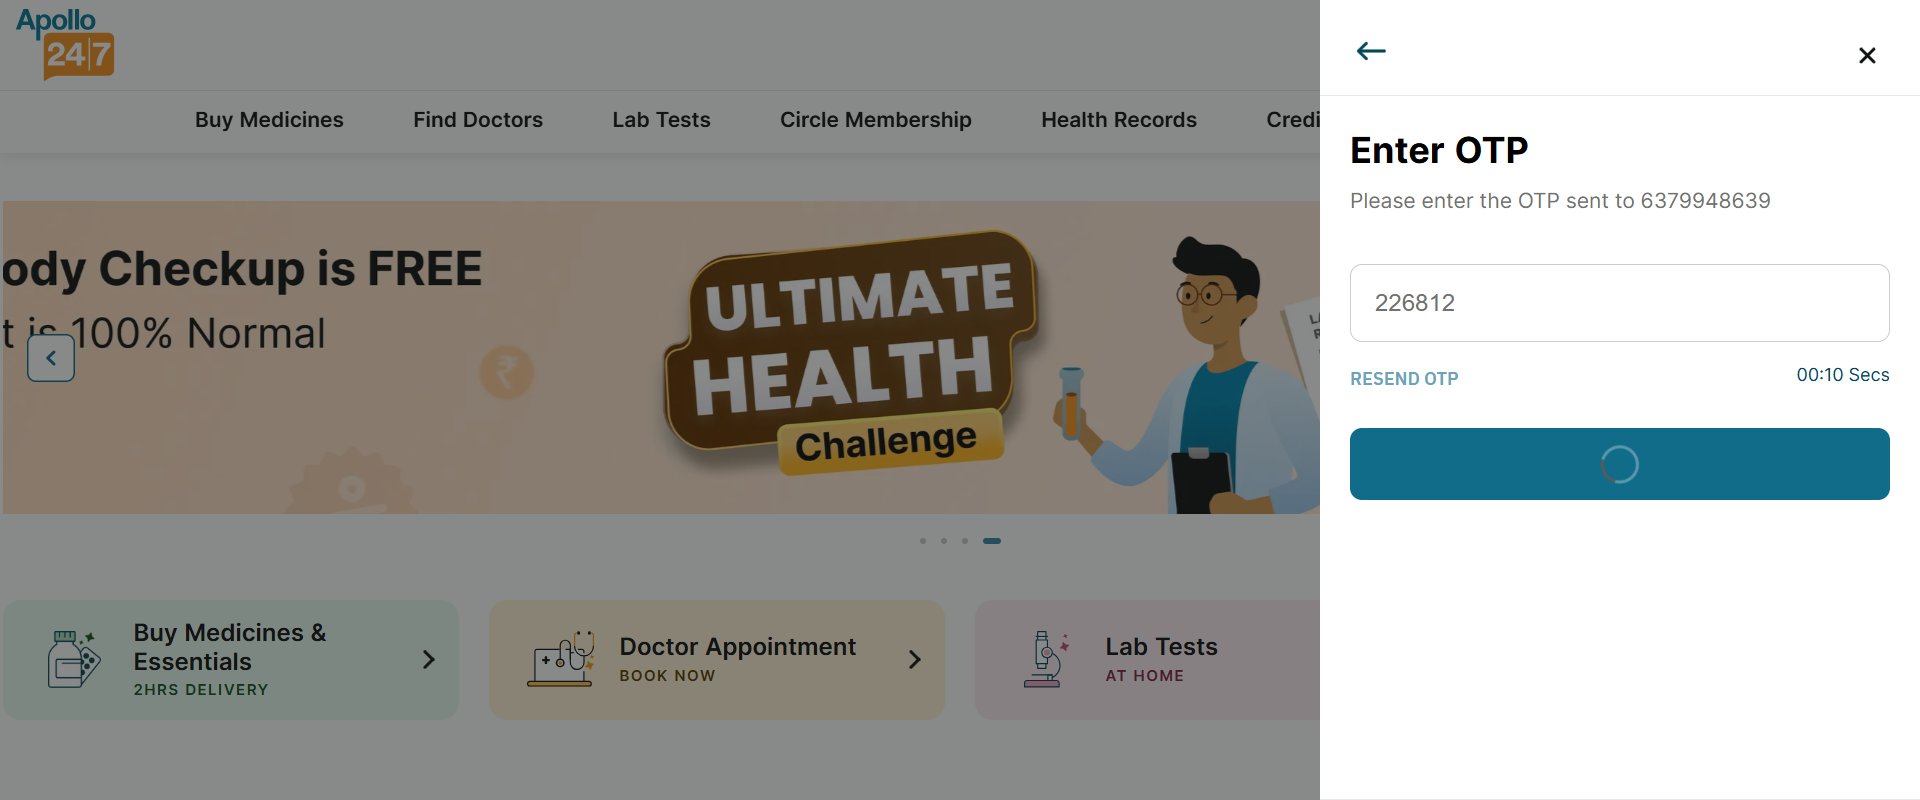 Apollo
24|7
Buy Medicines
Find Doctors
Lab Tests
Circle Membership
Health Records
Credi
ody Checkup is FREE
t is 100% Normal
ULTIMATE
HEALTH
Challenge
Buy Medicines &
Essentials
2HRS DELIVERY
Doctor Appointment
BOOK NOW
Lab Tests
AT HOME
Enter OTP
Please enter the OTP sent to 6379948639
226812
RESEND OTP
00:10 Secs